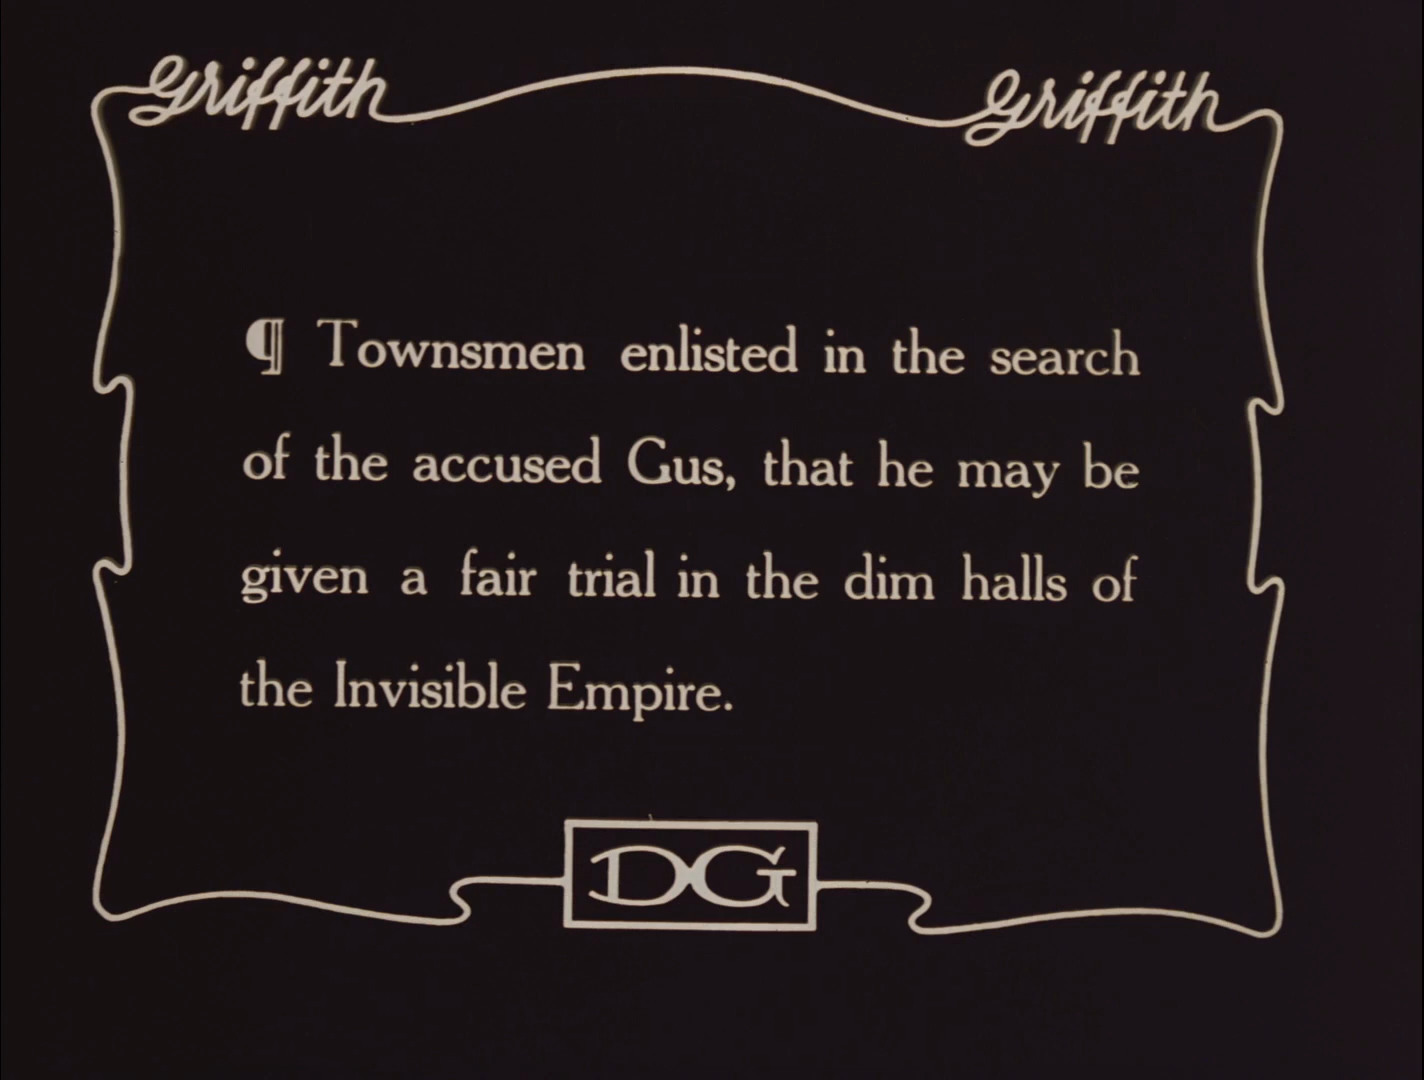 Griffith Griffith
¶ Townsmen enlisted in the search
of the accused Gus, that he may be
given a fair trial in the dim halls of
the Invisible Empire.
DG